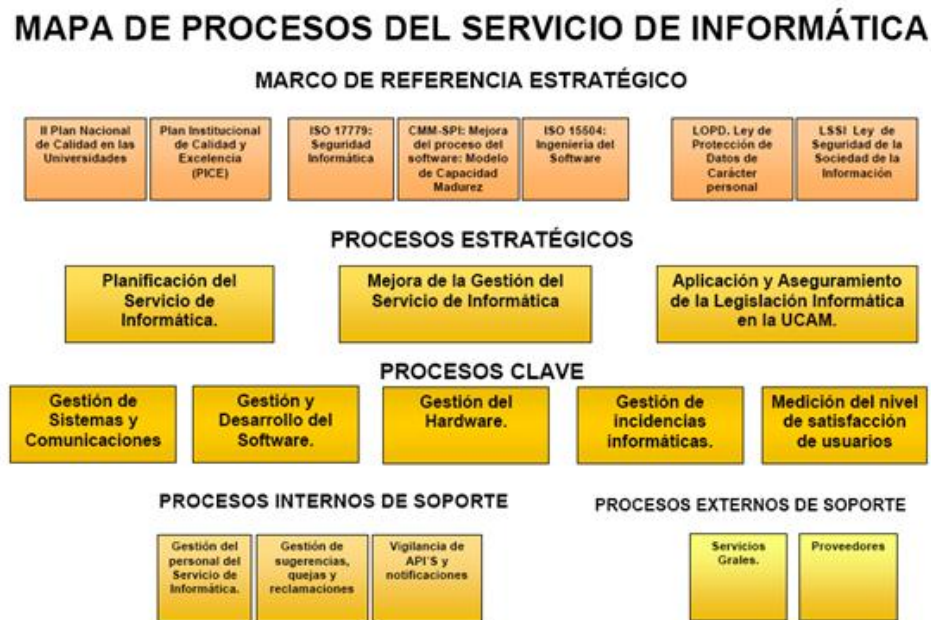 MAPA DE PROCESOS DEL SERVICIO DE INFORMÁTICA
MARCO DE REFERENCIA ESTRATÉGICO
II Plan Nacional
de Calidad en las
Universidades
Plan Institucional
de Calidad y
Excelencia
(PICE)
ISO 17779:
Seguridad
Informática
CMM-SPI: Mejora
del proceso del
software: Modelo
de Capacidad
Madurez
ISO 15504:
Ingeniería del
Software
LOPD. Ley de
Protección de
Datos de
Carácter
personal
LSSI Ley de
Seguridad de la
Sociedad de la
Información
PROCESOS ESTRATÉGICOS
Planificación del
Servicio de
Informática.
Mejora de la Gestión del
Servicio de Informática
Aplicación y Aseguramiento
de la Legislación Informática
en la UCAM.
PROCESOS CLAVE
Gestión de
Sistemas y
Comunicaciones
Gestión y
Desarrollo del
Software.
Gestión del
Hardware.
Gestión de
incidencias
informáticas.
Medición del nivel
de satisfacción
de usuarios
PROCESOS INTERNOS DE SOPORTE
Gestión del
personal del
Servicio de
Informática.
Gestión de
sugerencias,
quejas y
reclamaciones
Vigilancia de
API'S y
notificaciones
PROCESOS EXTERNOS DE SOPORTE
Servicios
Grales.
Proveedores